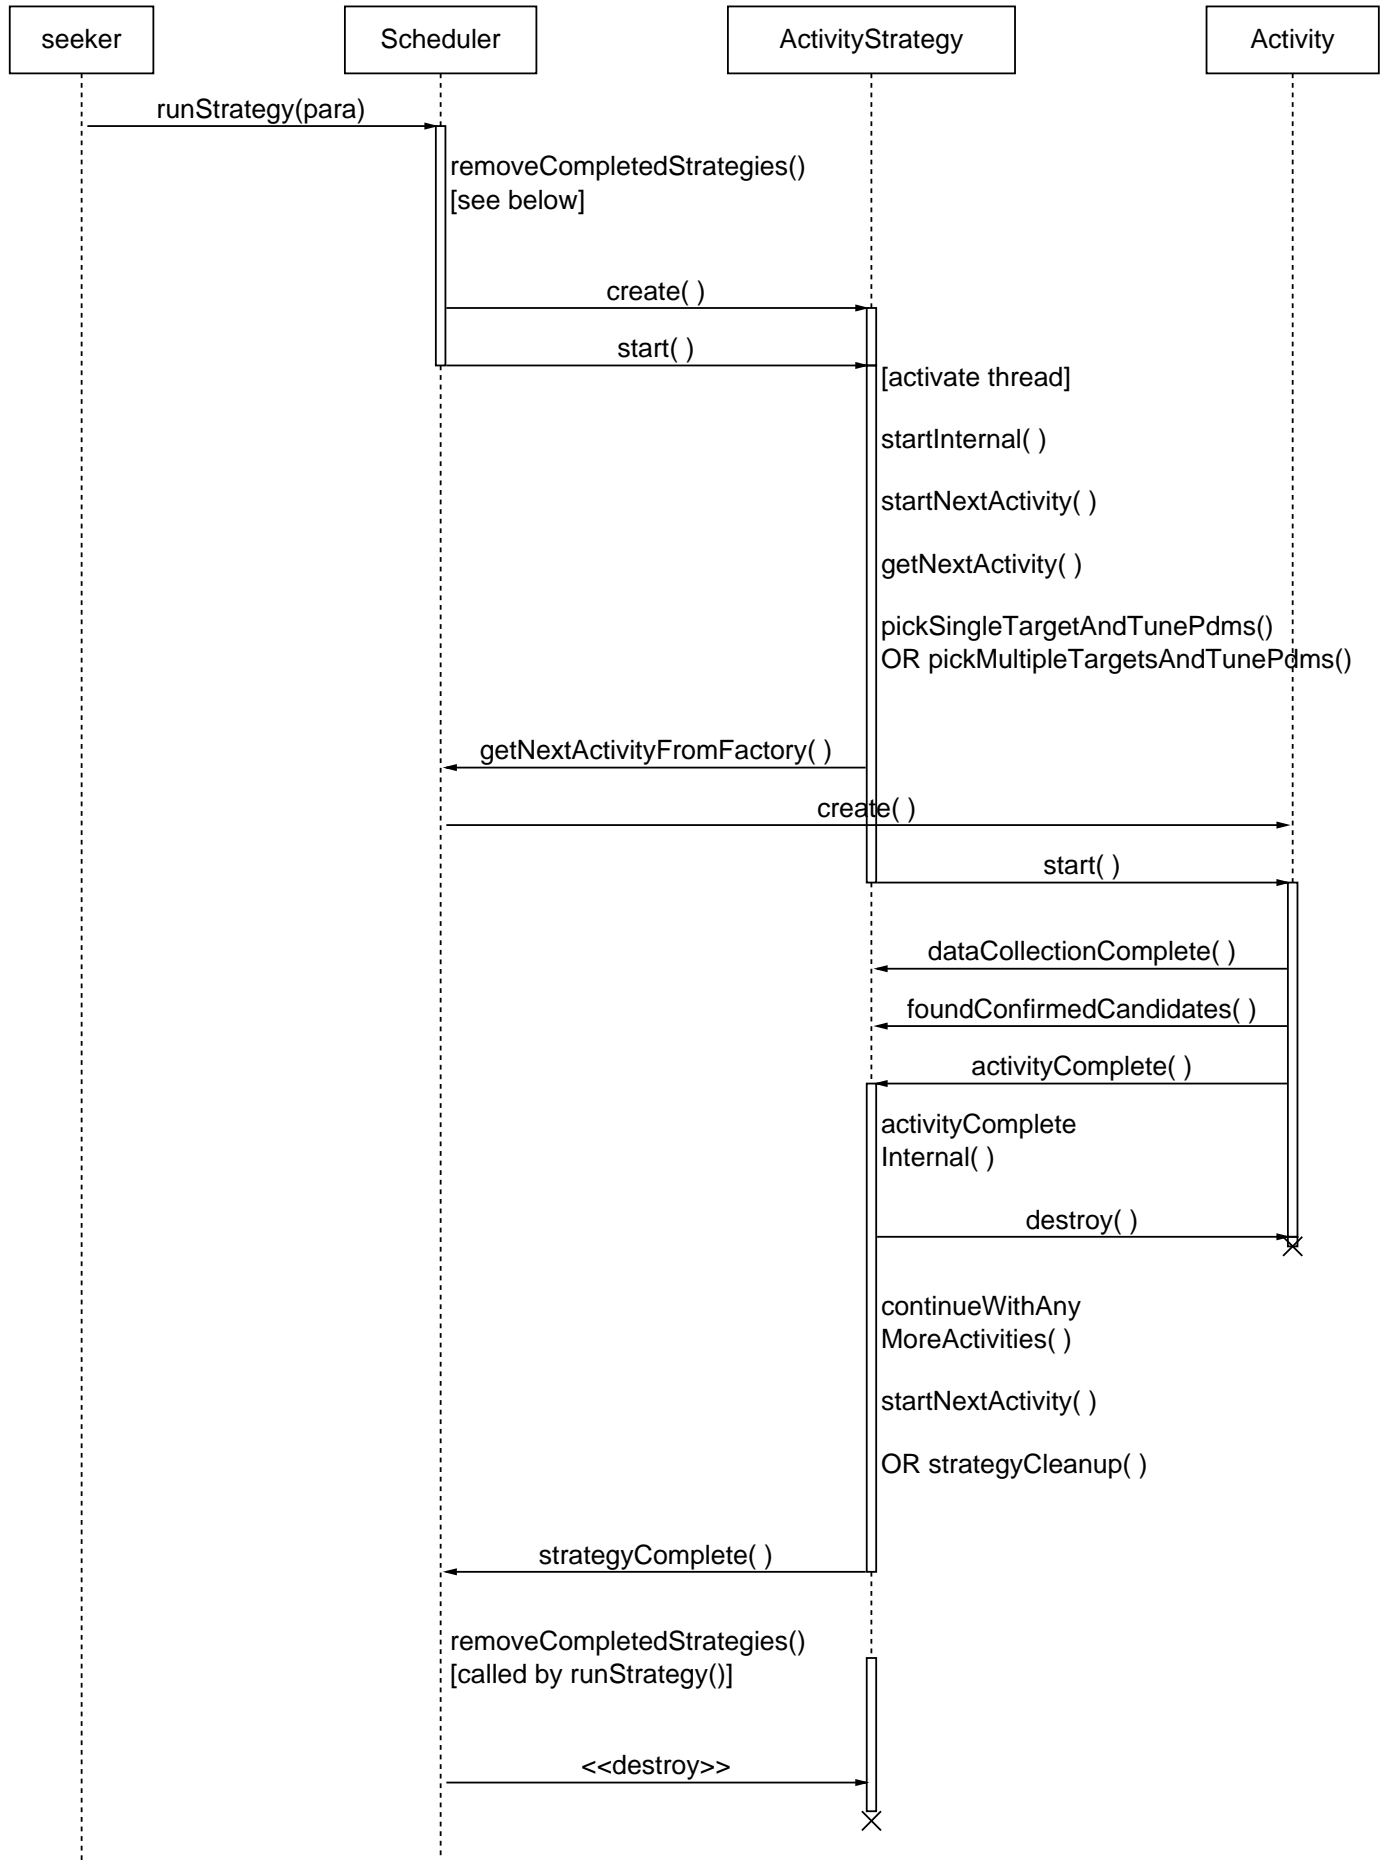 seeker
Scheduler
ActivityStrategy
Activity
runStrategy(para)
removeCompletedStrategies()
[see below]
create( )
start( )
[activate thread]
startInternal( )
startNextActivity( )
getNextActivity( )
pickSingleTargetAndTunePdms()
OR pickMultipleTargetsAndTunePdms()
getNextActivityFromFactory( )
create( )
start( )
dataCollectionComplete( )
foundConfirmedCandidates( )
activityComplete( )
activityComplete
Internal( )
destroy( )
continueWithAny
MoreActivities( )
startNextActivity( )
OR strategyCleanup( )
strategyComplete( )
removeCompletedStrategies()
[called by runStrategy()]
<<destroy>>